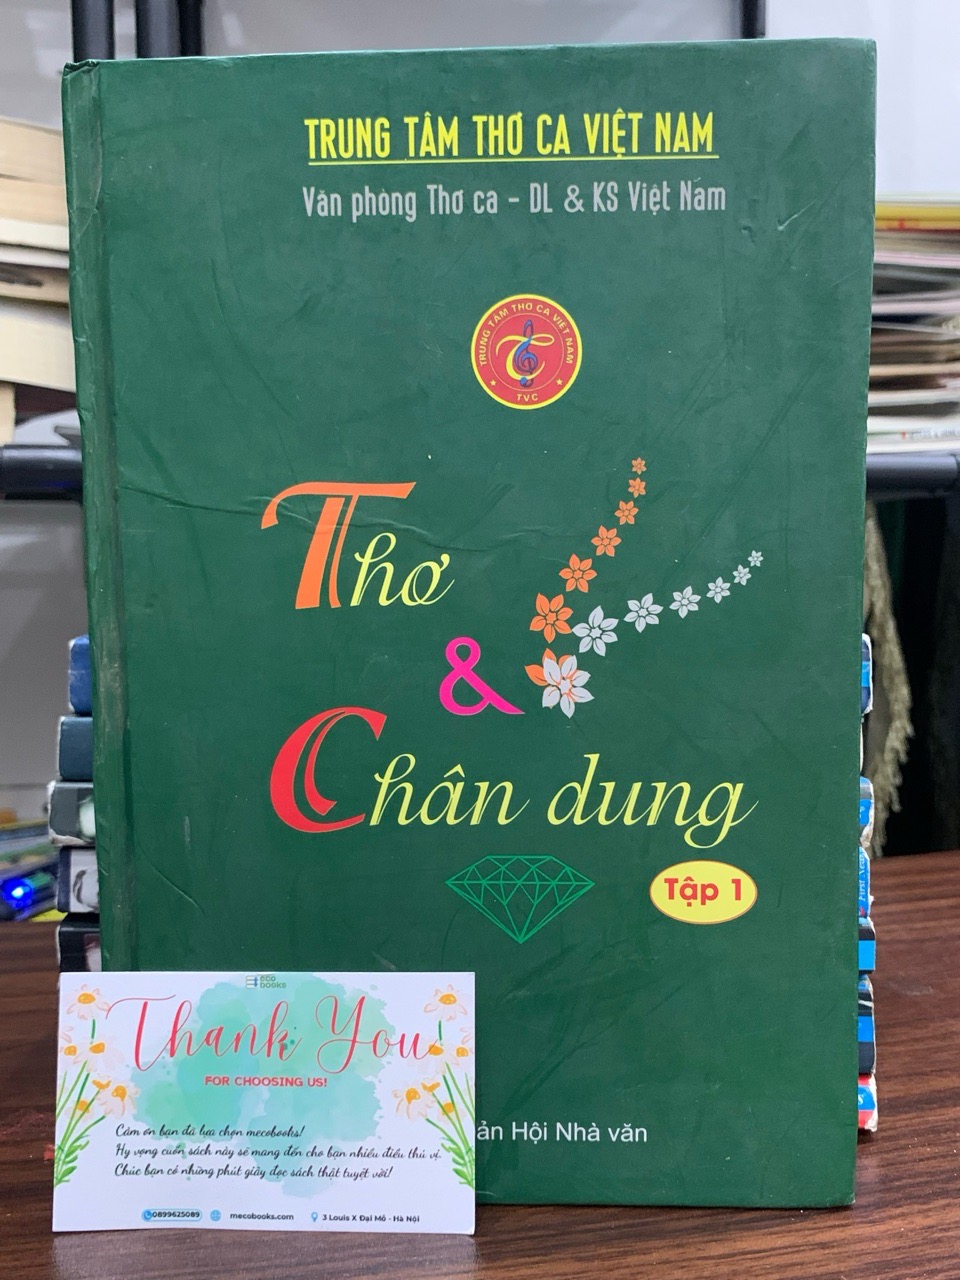 TRUNG TÂM THƠ CA VIỆT NAM
Văn phòng Thơ ca - DL & KS Việt Nam
TRUNG TÂM THƠ CA VIỆT NAM
TVC
Thơ
&
Chân dung
Tập 1
ản Hội Nhà văn
eco
books
Thank You
FOR CHOOSING US!
Cảm ơn bạn đã lựa chọn mecobooks!
Hy vọng cuốn sách này sẽ mang đến cho bạn nhiều điều thú vị.
Chúc bạn có những phút giây đọc sách thật tuyệt vời!
0899625089 mecobooks.com 3 Louis X Đại Mỗ - Hà Nội